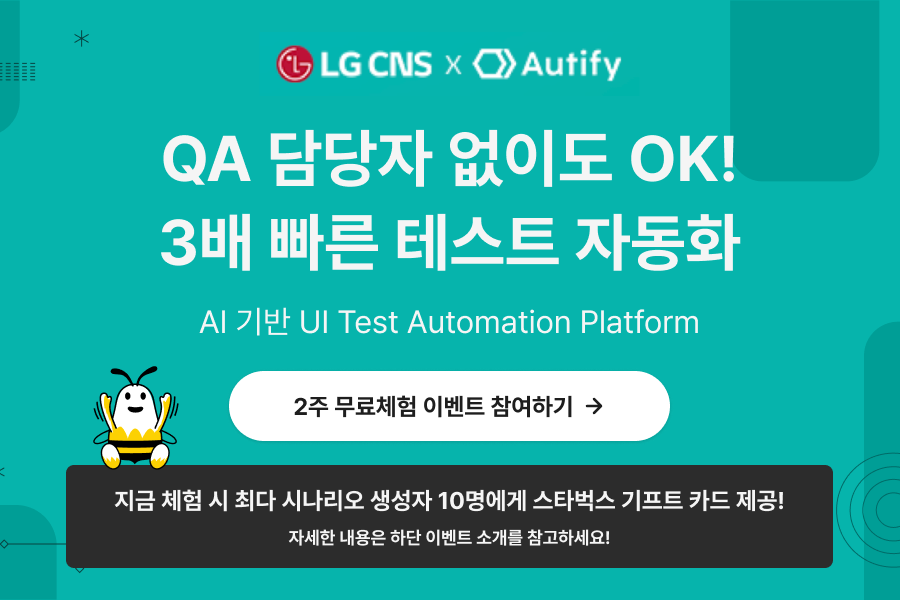 LG CNS x Autify
QA 담당자 없이도 OK!
3배 빠른 테스트 자동화
AI 기반 UI Test Automation Platform
2주 무료체험 이벤트 참여하기 →
지금 체험 시 최다 시나리오 생성자 10명에게 스타벅스 기프트 카드 제공!
자세한 내용은 하단 이벤트 소개를 참고하세요!